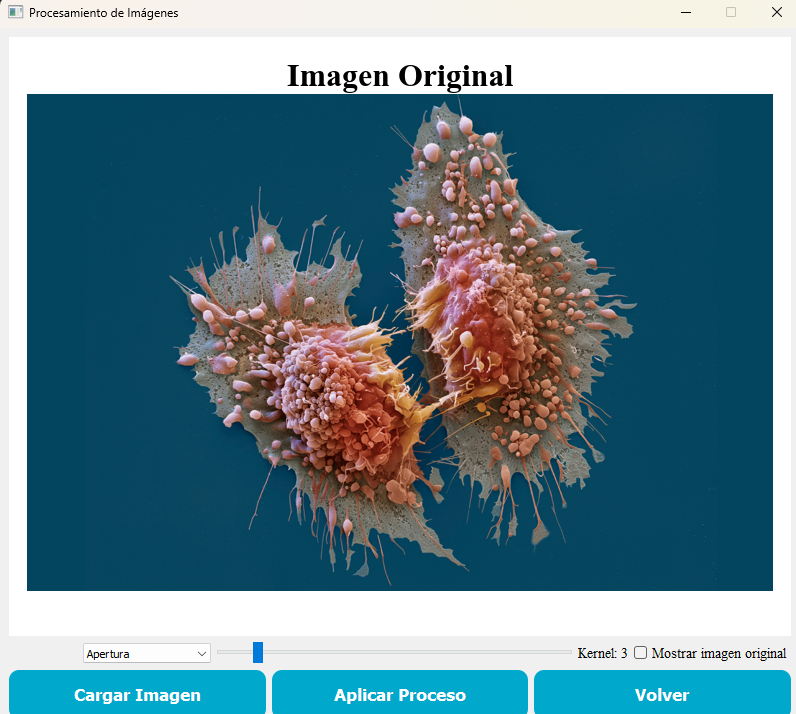 Procesamiento de Imágenes
Imagen Original
Apertura
Kernel: 3
Mostrar imagen original
Cargar Imagen
Aplicar Proceso
Volver